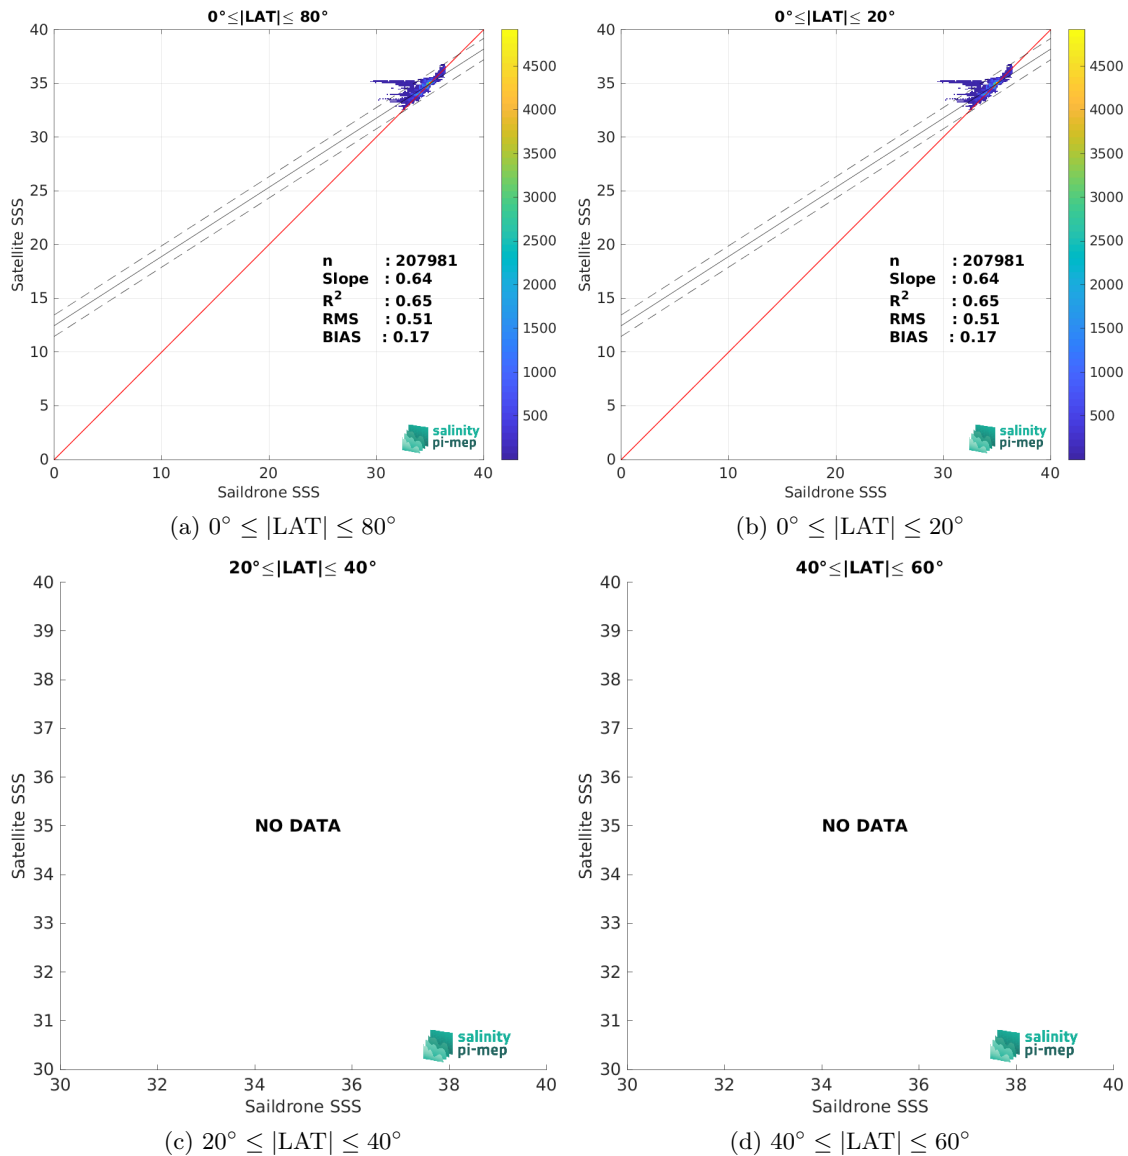 0°≤|LAT|≤ 80°
40
35
30
25
20
15
10
5
0
0
10
20
30
40
Satellite SSS
Saildrone SSS
n : 207981
Slope : 0.64
R² : 0.65
RMS : 0.51
BIAS : 0.17
salinity
pi-mep
4500
4000
3500
3000
2500
2000
1500
1000
500
(a) 0° ≤ |LAT| ≤ 80°
0°≤|LAT|≤ 20°
40
35
30
25
20
15
10
5
0
0
10
20
30
40
Satellite SSS
Saildrone SSS
n : 207981
Slope : 0.64
R² : 0.65
RMS : 0.51
BIAS : 0.17
salinity
pi-mep
4500
4000
3500
3000
2500
2000
1500
1000
500
(b) 0° ≤ |LAT| ≤ 20°
20°≤|LAT|≤ 40°
40
39
38
37
36
35
34
33
32
31
30
30
32
34
36
38
40
Satellite SSS
Saildrone SSS
NO DATA
salinity
pi-mep
(c) 20° ≤ |LAT| ≤ 40°
40°≤|LAT|≤ 60°
40
39
38
37
36
35
34
33
32
31
30
30
32
34
36
38
40
Satellite SSS
Saildrone SSS
NO DATA
salinity
pi-mep
(d) 40° ≤ |LAT| ≤ 60°